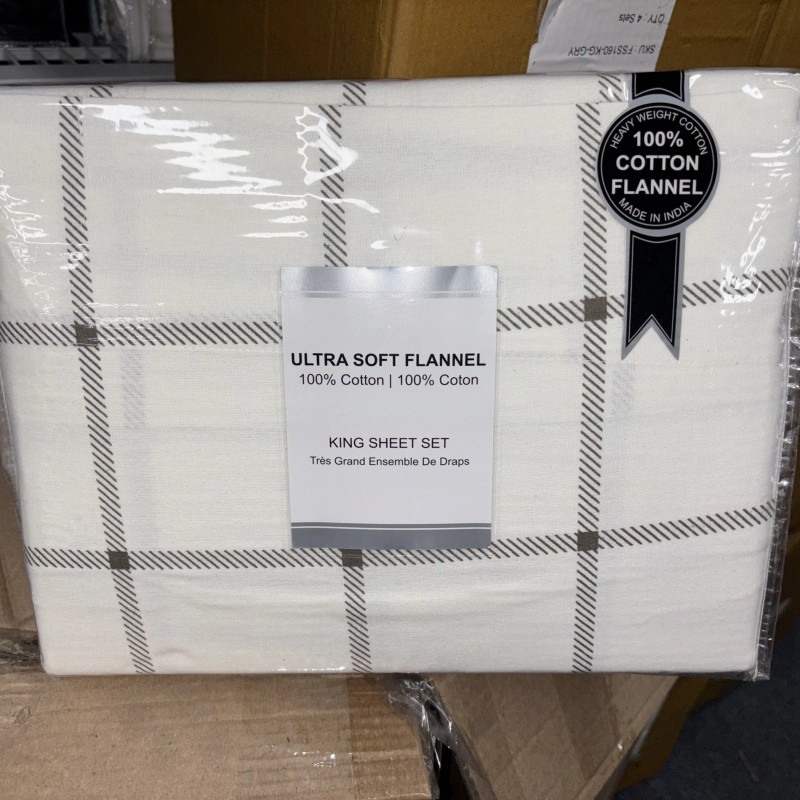 QTY : 4 Sets
SKU : FSS160-KG-GRY
HEAVY WEIGHT COTTON
100%
COTTON
FLANNEL
MADE IN INDIA
ULTRA SOFT FLANNEL
100% Cotton | 100% Coton
KING SHEET SET
Très Grand Ensemble De Draps